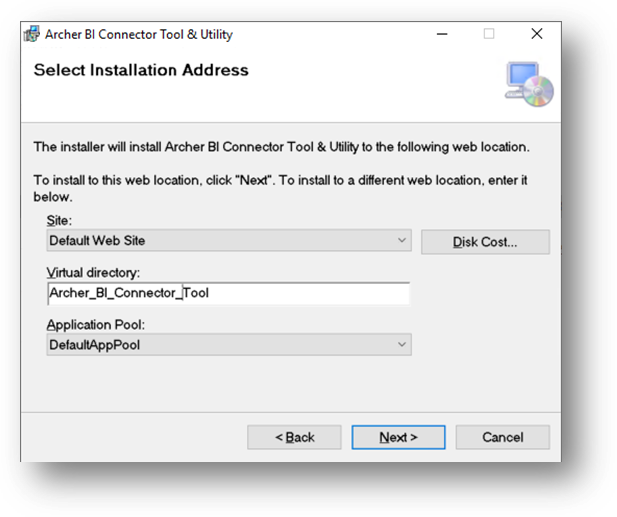 Archer BI Connector Tool & Utility
Select Installation Address
The installer will install Archer BI Connector Tool & Utility to the following web location.
To install to this web location, click "Next". To install to a different web location, enter it
below.
Site:
Default Web Site
Disk Cost...
Virtual directory:
Archer_BI_Connector_Tool
Application Pool:
DefaultAppPool
< Back
Next >
Cancel